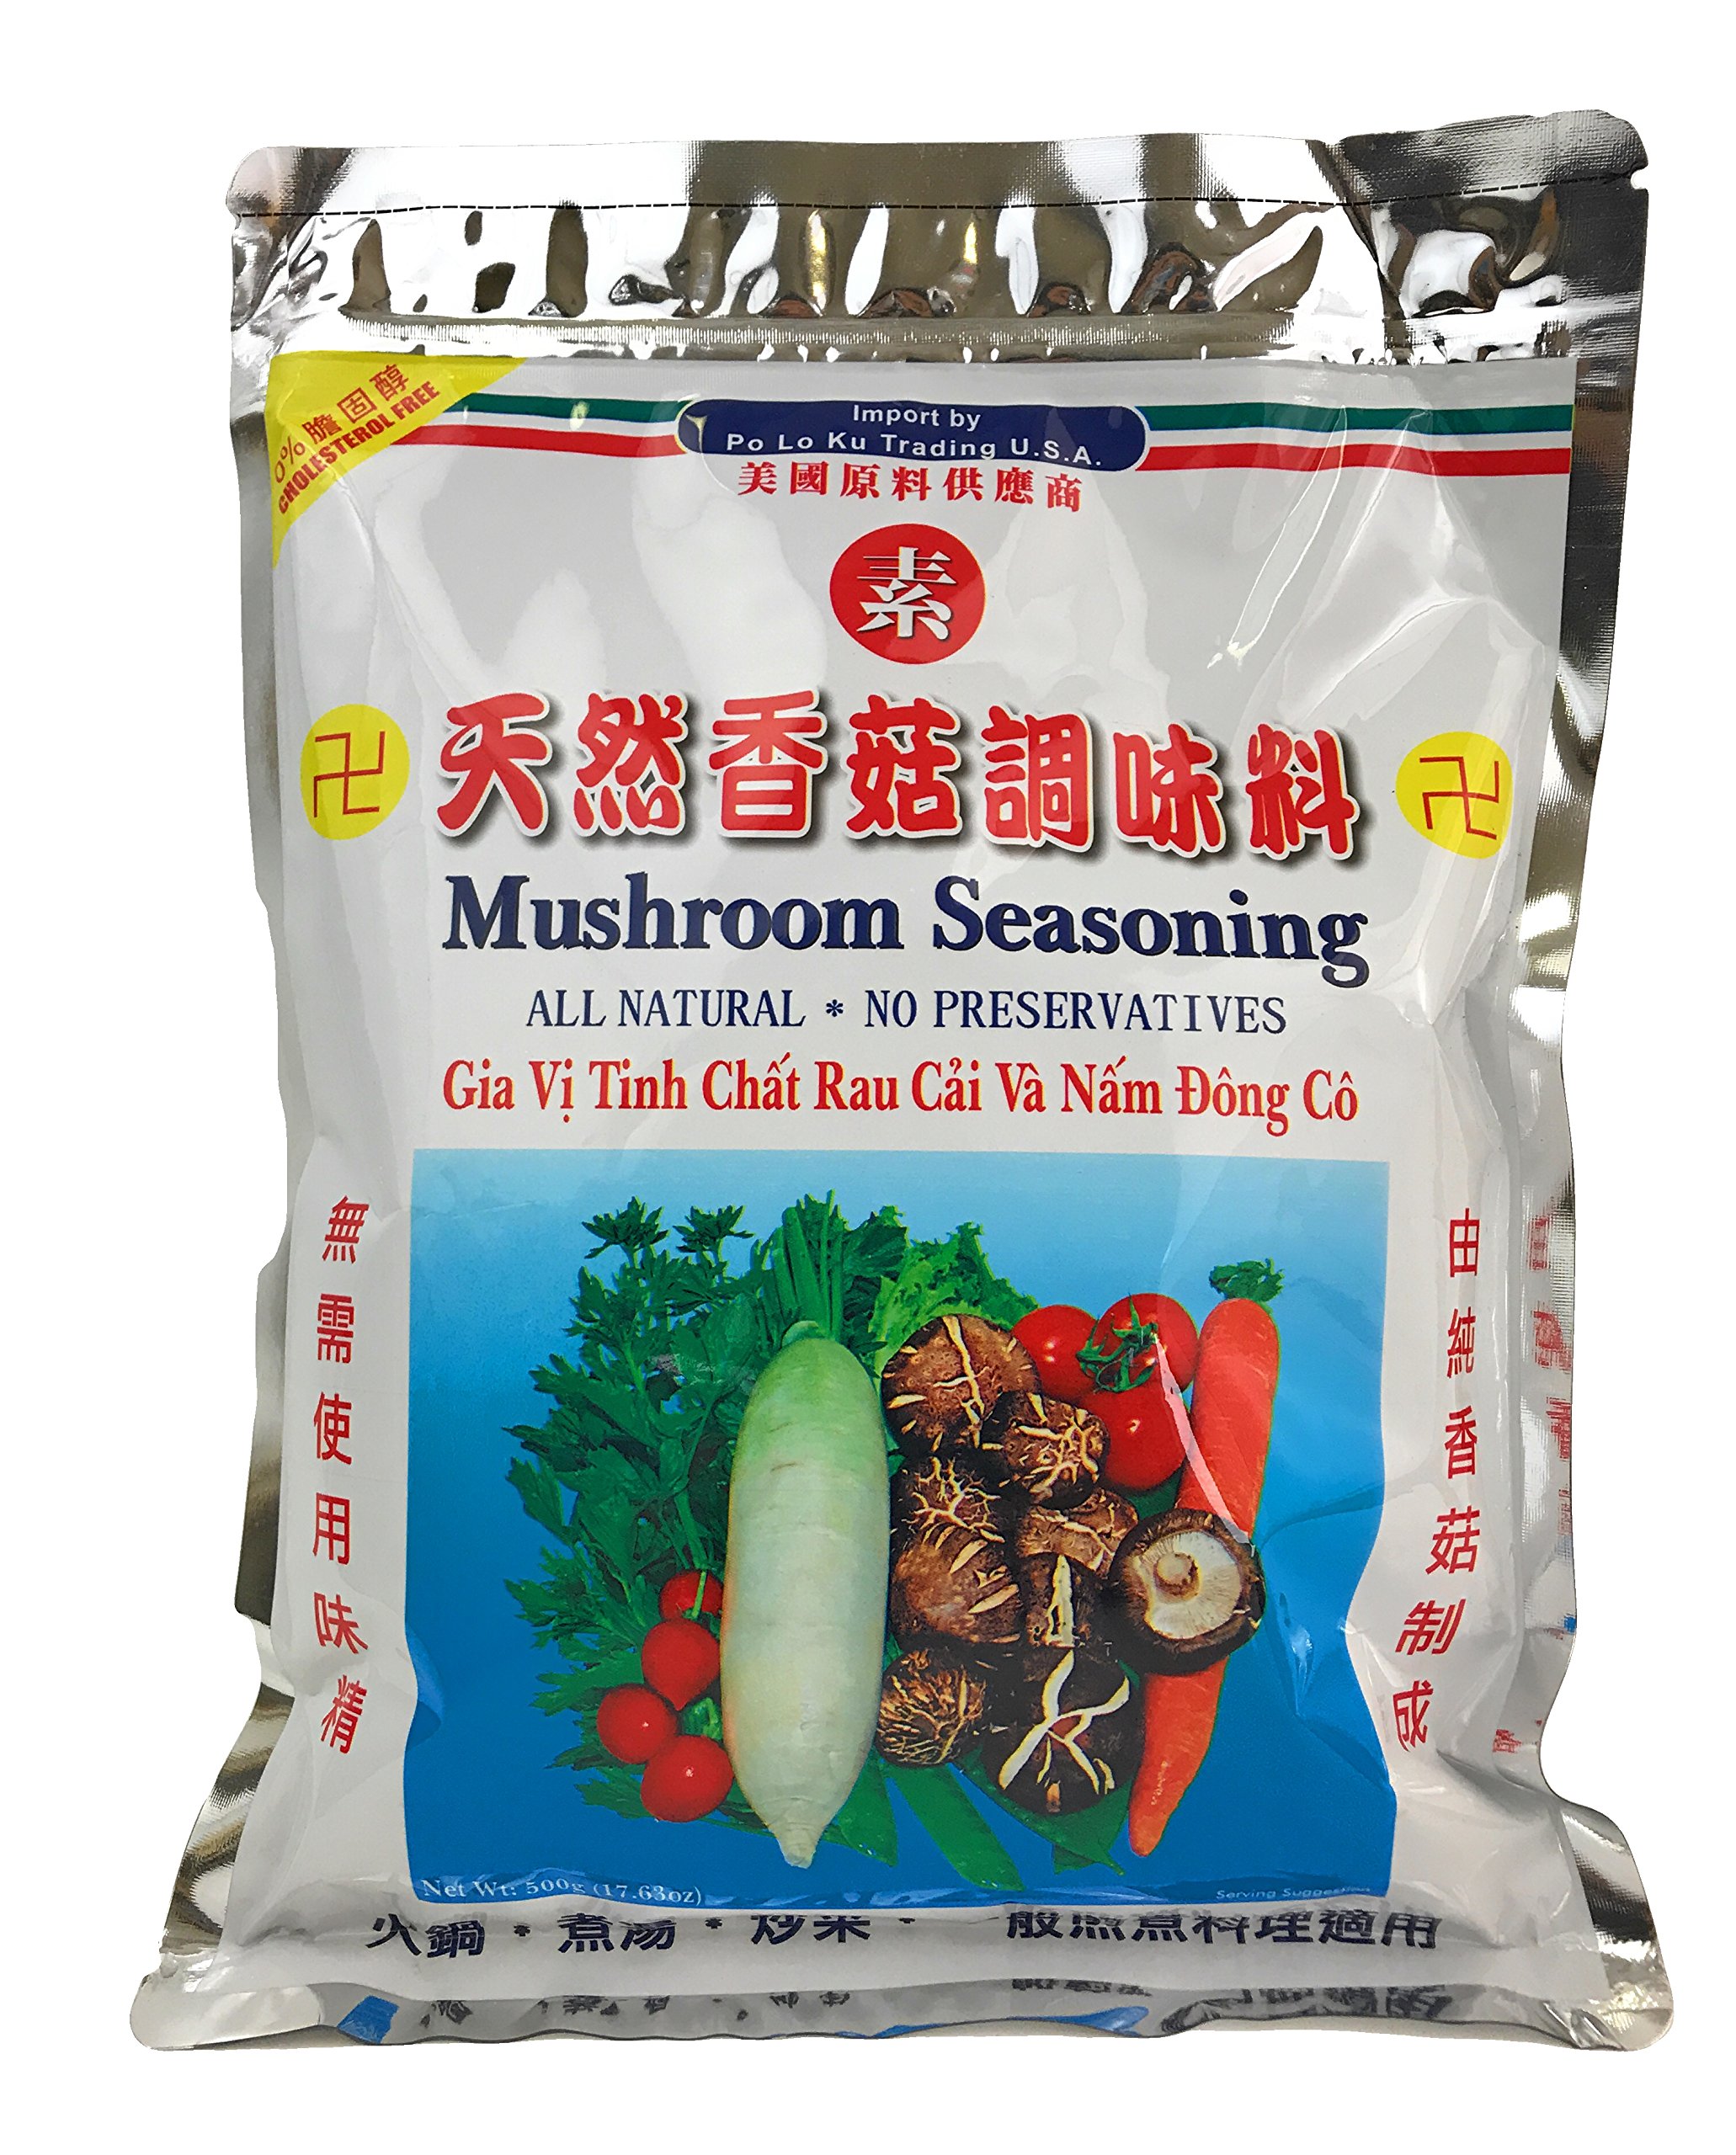 0%膽固醇
CHOLESTEROL FREE
Import by
Po Lo Ku Trading U.S.A.
美國原料供應商
素
卍
天然香菇調味料
卍
Mushroom Seasoning
ALL NATURAL * NO PRESERVATIVES
Gia Vị Tinh Chất Rau Cải Và Nấm Đông Cô
無需使用味精
由純香菇制成
Net Wt: 500g (17.63oz)
Serving Suggestion
火鍋・煮湯・炒菜・一般烹煮料理適用